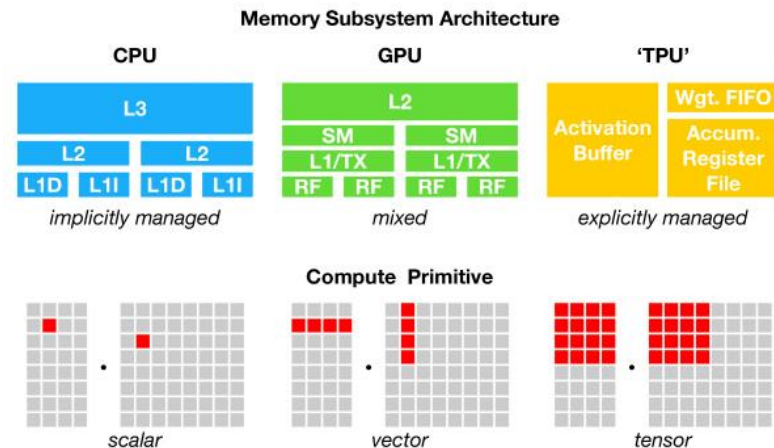 Memory Subsystem Architecture
CPU GPU 'TPU'
L3
L2 L2
L1D L1I L1D L1I
implicitly managed
L2
SM SM
L1/TX L1/TX
RF RF RF RF
mixed
Activation
Buffer
Wgt. FIFO
Accum.
Register
File
explicitly managed
Compute Primitive
scalar vector tensor